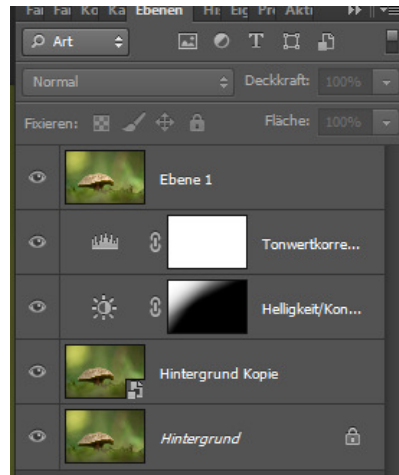 Ebenen
Art
Normal Deckkraft: 100%
Fixieren: Fläche: 100%
Ebene 1
Tonwertkorre...
Helligkeit/Kon...
Hintergrund Kopie
Hintergrund